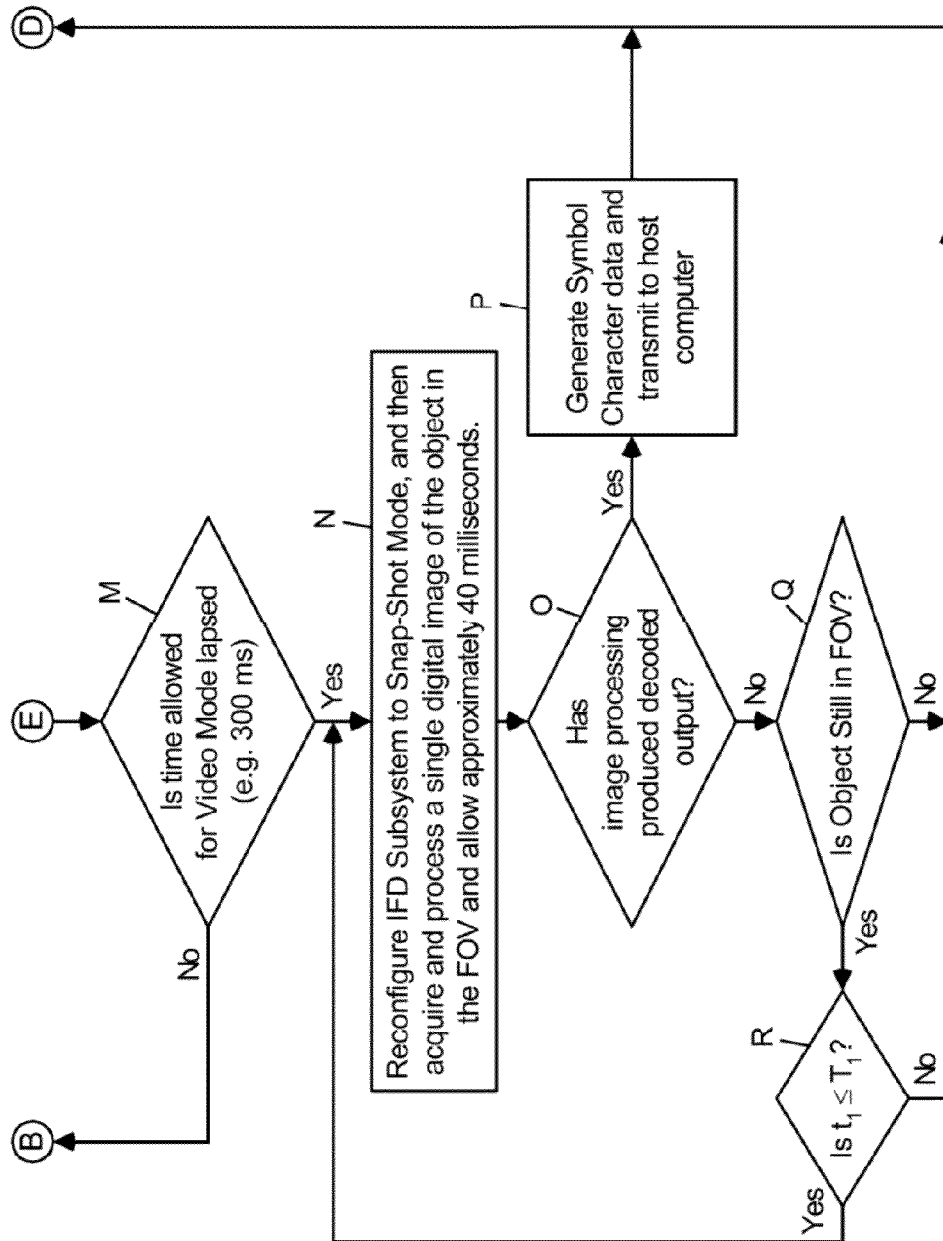 B
E
D
M
Is time allowed
for Video Mode lapsed
(e.g. 300 ms)
No
Yes
N
Reconfigure IFD Subsystem to Snap-Shot Mode, and then
acquire and process a single digital image of the object in
the FOV and allow approximately 40 milliseconds.
O
Has
image processing
produced decoded
output?
Yes
No
P
Generate Symbol
Character data and
transmit to host
computer
Q
Is Object Still in FOV?
Yes
No
R
Is t₁ ≤ T₁?
Yes
No